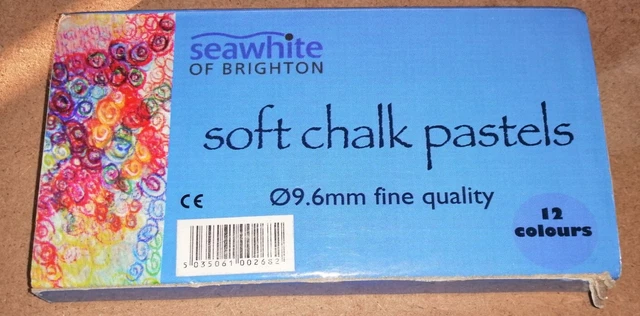 seawhite
OF BRIGHTON
soft chalk pastels
CE
Ø9.6mm fine quality
12
colours
5 035061 002682